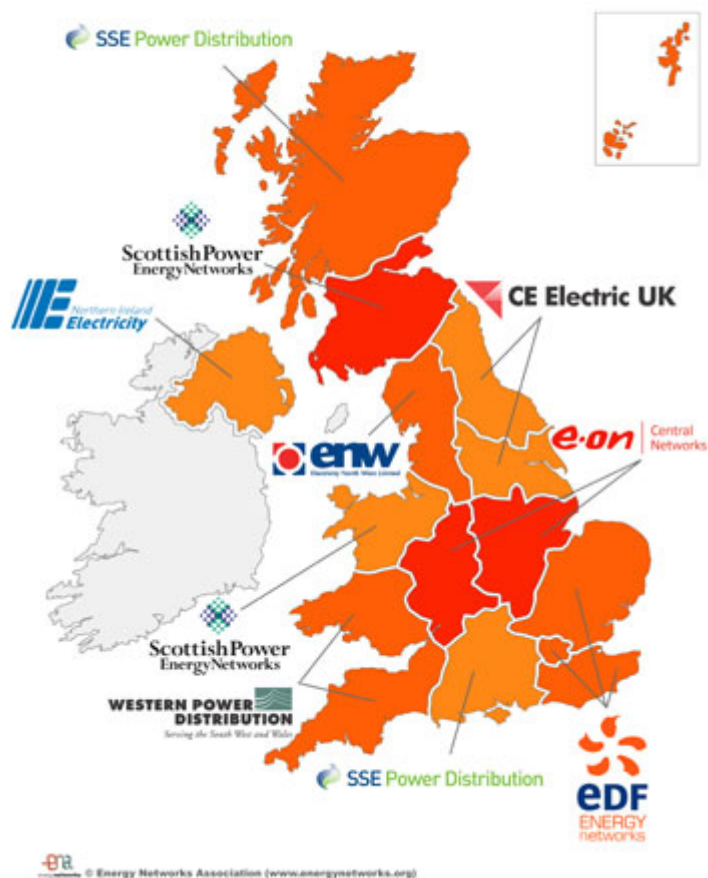 SSE Power Distribution
ScottishPower
EnergyNetworks
Northern Ireland
Electricity
CE Electric UK
e·on | Central
Networks
enw
Electricity North West Limited
ScottishPower
EnergyNetworks
WESTERN POWER
DISTRIBUTION
Serving the South West and Wales
SSE Power Distribution
eDF
ENERGY
networks
ena
energynetworks © Energy Networks Association (www.energynetworks.org)